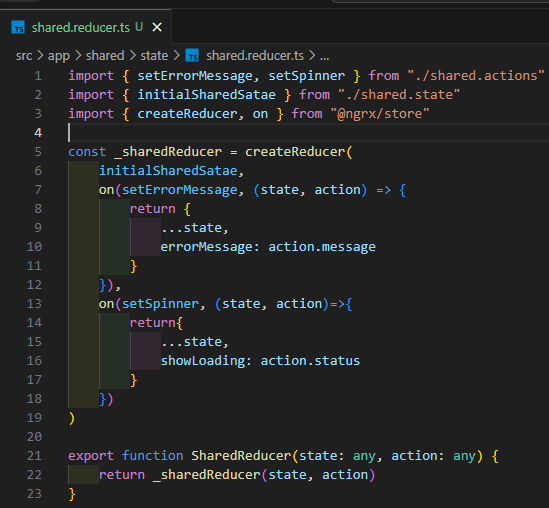 TS shared.reducer.ts U ×
src > app > shared > state > TS shared.reducer.ts > ...
1 import { setErrorMessage, setSpinner } from "./shared.actions"
2 import { initialSharedSatae } from "./shared.state"
3 import { createReducer, on } from "@ngrx/store"
4
5 const _sharedReducer = createReducer(
6     initialSharedSatae,
7     on(setErrorMessage, (state, action) => {
8         return {
9             ...state,
10             errorMessage: action.message
11         }
12     }),
13     on(setSpinner, (state, action)=>{
14         return{
15             ...state,
16             showLoading: action.status
17         }
18     })
19 )
20
21 export function SharedReducer(state: any, action: any) {
22     return _sharedReducer(state, action)
23 }